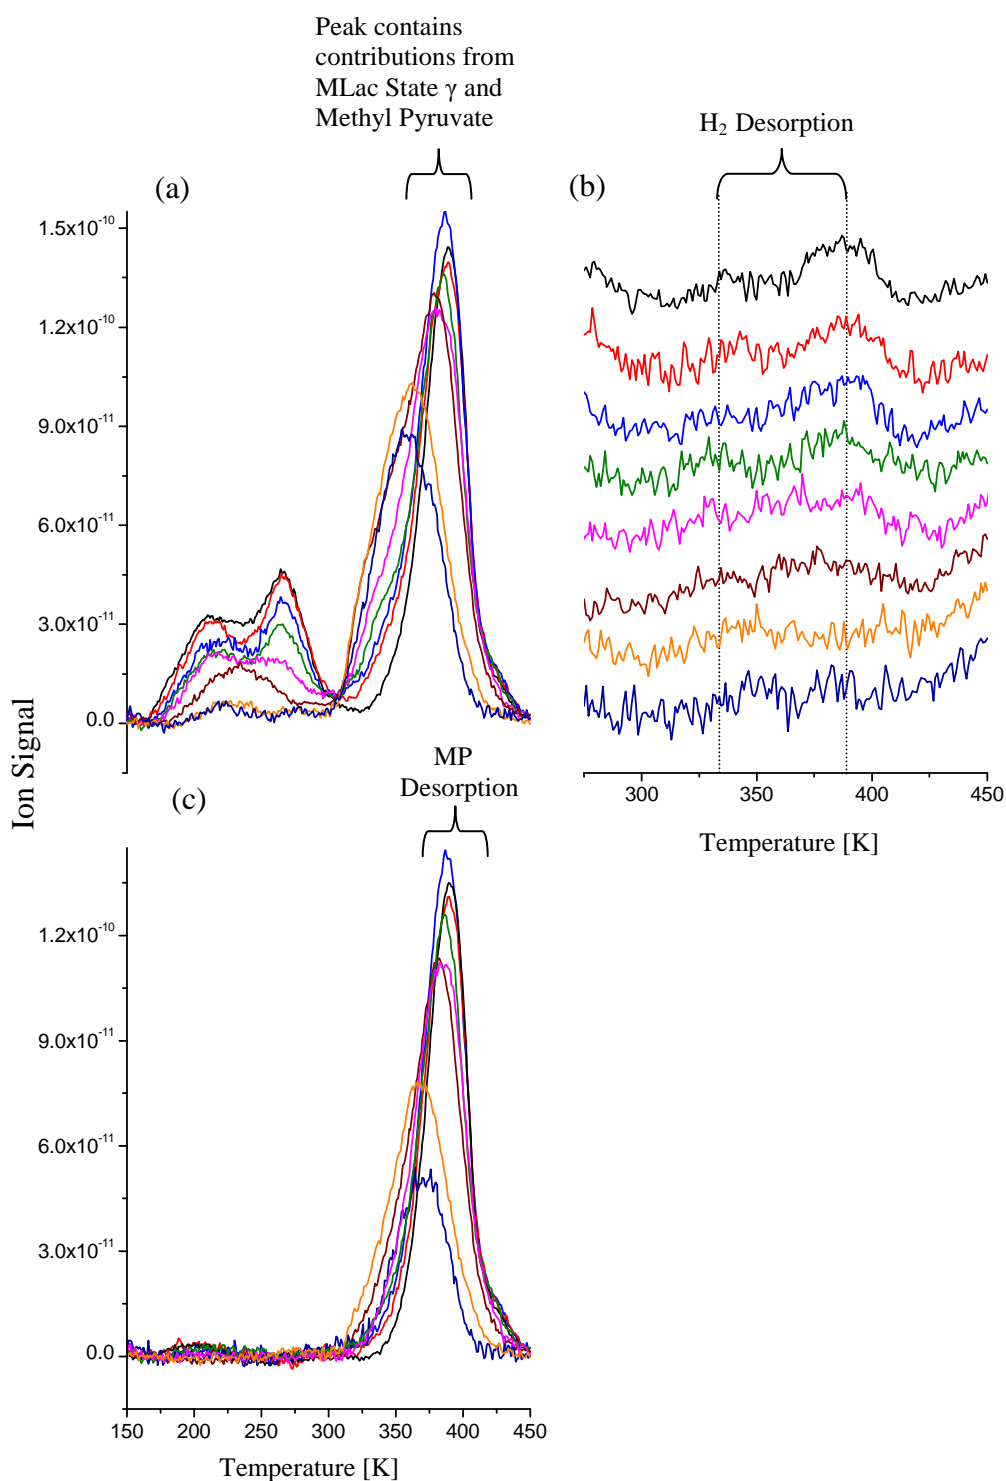 Peak contains
contributions from
MLac State γ and
Methyl Pyruvate
H₂ Desorption
(a)
(b)
1.5x10⁻¹⁰
1.2x10⁻¹⁰
9.0x10⁻¹¹
6.0x10⁻¹¹
3.0x10⁻¹¹
0.0
300 350 400 450
Temperature [K]
Ion Signal
MP
Desorption
(c)
1.2x10⁻¹⁰
9.0x10⁻¹¹
6.0x10⁻¹¹
3.0x10⁻¹¹
0.0
150 200 250 300 350 400 450
Temperature [K]